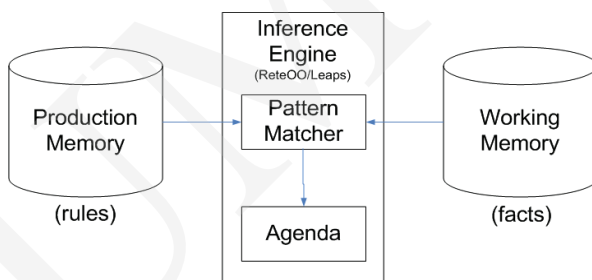 Inference
Engine
(ReteOO/Leaps)
Production
Memory
(rules)
Pattern
Matcher
Agenda
Working
Memory
(facts)